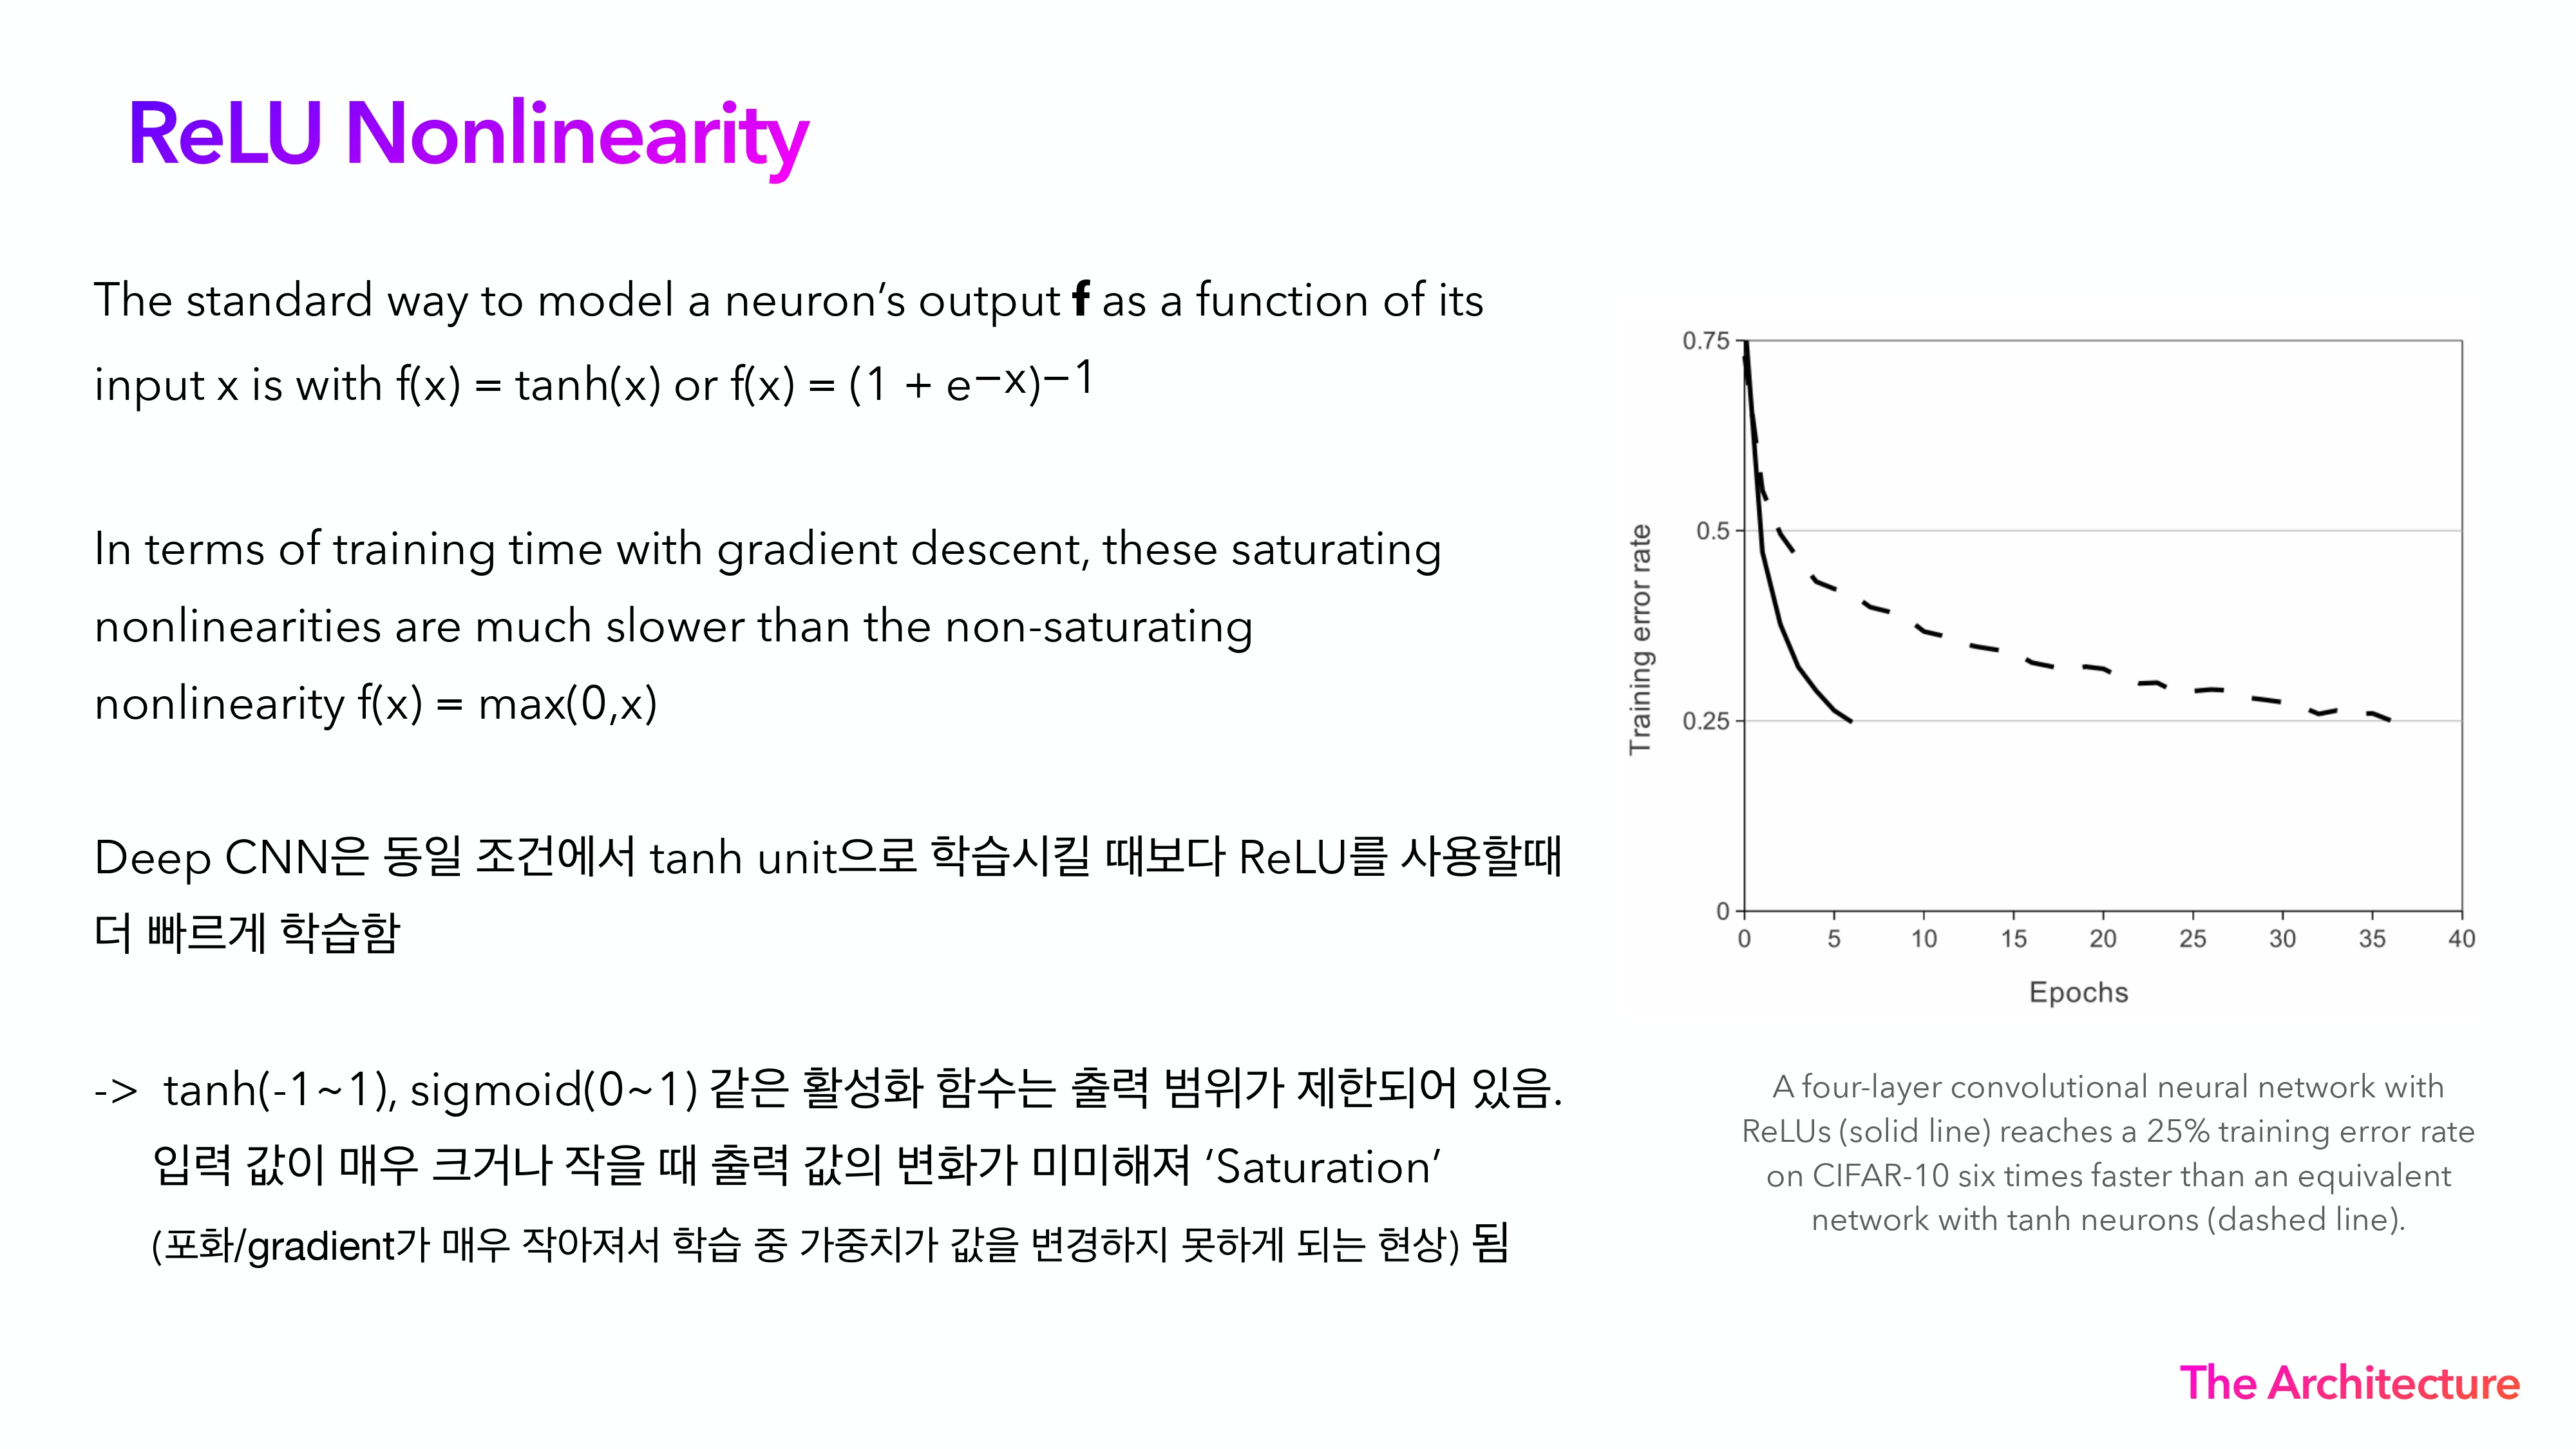 ReLU Nonlinearity
The standard way to model a neuron’s output f as a function of its
input x is with f(x) = tanh(x) or f(x) = (1 + e−x)−1
In terms of training time with gradient descent, these saturating
nonlinearities are much slower than the non-saturating
nonlinearity f(x) = max(0,x)
Deep CNN은 동일 조건에서 tanh unit으로 학습시킬 때보다 ReLU를 사용할때
더 빠르게 학습함
-> tanh(-1~1), sigmoid(0~1) 같은 활성화 함수는 출력 범위가 제한되어 있음.
입력 값이 매우 크거나 작을 때 출력 값의 변화가 미미해져 ‘Saturation’
(포화/gradient가 매우 작아져서 학습 중 가중치가 값을 변경하지 못하게 되는 현상) 됨
Training error rate
0.75
0.5
0.25
0
0 5 10 15 20 25 30 35 40
Epochs
A four-layer convolutional neural network with
ReLUs (solid line) reaches a 25% training error rate
on CIFAR-10 six times faster than an equivalent
network with tanh neurons (dashed line).
The Architecture